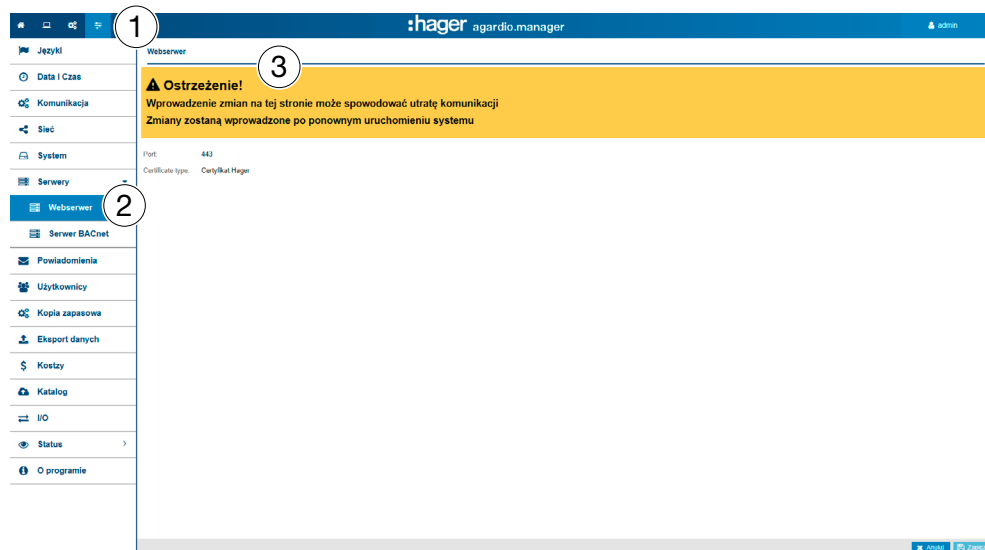 1
:hager agardio.manager
admin
Języki
Webserwer
3
Data i Czas
Ostrzeżenie!
Komunikacja
Wprowadzenie zmian na tej stronie może spowodować utratę komunikacji
Zmiany zostaną wprowadzone po ponownym uruchomieniu systemu
Sieć
System
Port: 443
Certificate type: Certyfikat Hager
Serwery
Webserwer
2
Serwer BACnet
Powiadomienia
Użytkownicy
Kopia zapasowa
Eksport danych
Kostzy
Katalog
I/O
Status
O programie
Anuluj